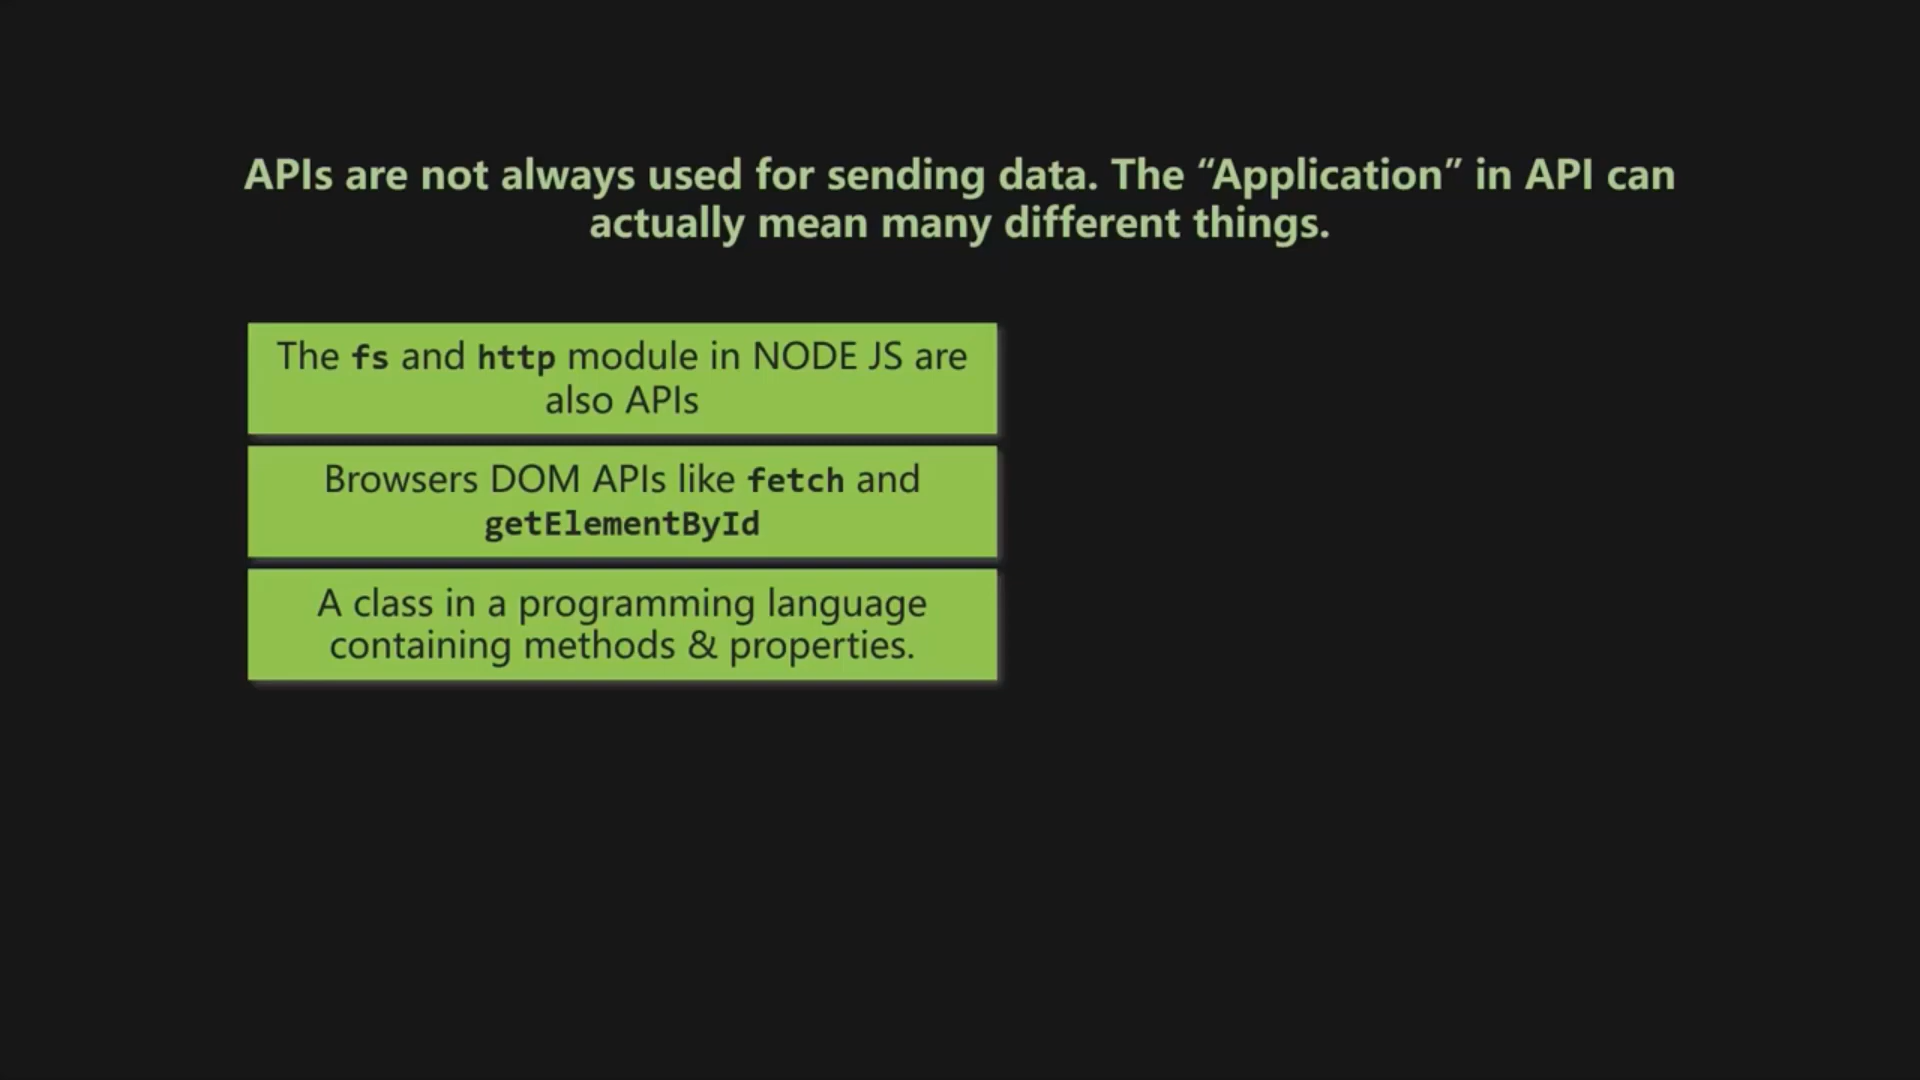 APIs are not always used for sending data. The “Application” in API can
actually mean many different things.
The fs and http module in NODE JS are
also APIs
Browsers DOM APIs like fetch and
getElementById
A class in a programming language
containing methods & properties.